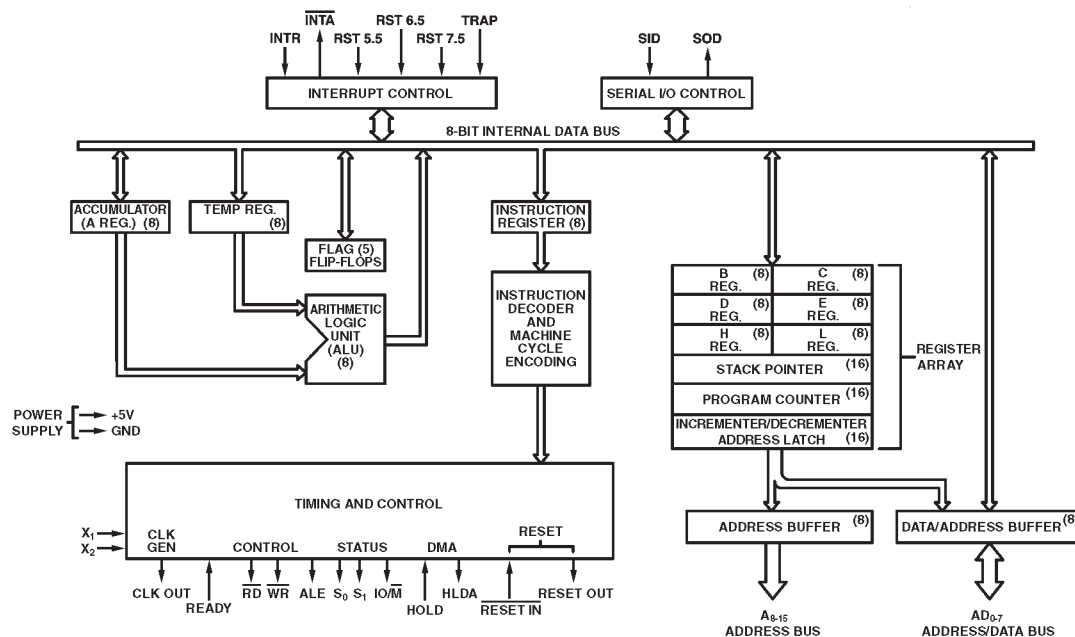 INTR
INTA
RST 5.5
RST 6.5
RST 7.5
TRAP
SID
SOD
INTERRUPT CONTROL
SERIAL I/O CONTROL
8-BIT INTERNAL DATA BUS
ACCUMULATOR
(A REG.) (8)
TEMP REG.
(8)
FLAG (5)
FLIP-FLOPS
INSTRUCTION
REGISTER (8)
ARITHMETIC
LOGIC
UNIT
(ALU)
(8)
INSTRUCTION
DECODER
AND
MACHINE
CYCLE
ENCODING
B (8)
REG.
C (8)
REG.
D (8)
REG.
E (8)
REG.
H (8)
REG.
L (8)
REG.
STACK POINTER (16)
PROGRAM COUNTER (16)
INCREMENTER/DECREMENTER
ADDRESS LATCH (16)
REGISTER
ARRAY
POWER
SUPPLY
+5V
GND
TIMING AND CONTROL
X1
X2
CLK
GEN
CONTROL
STATUS
DMA
RESET
CLK OUT
READY
RD
WR
ALE
S0
S1
IO/M
HOLD
HLDA
RESET IN
RESET OUT
ADDRESS BUFFER (8)
DATA/ADDRESS BUFFER (8)
A8-15
ADDRESS BUS
AD0-7
ADDRESS/DATA BUS